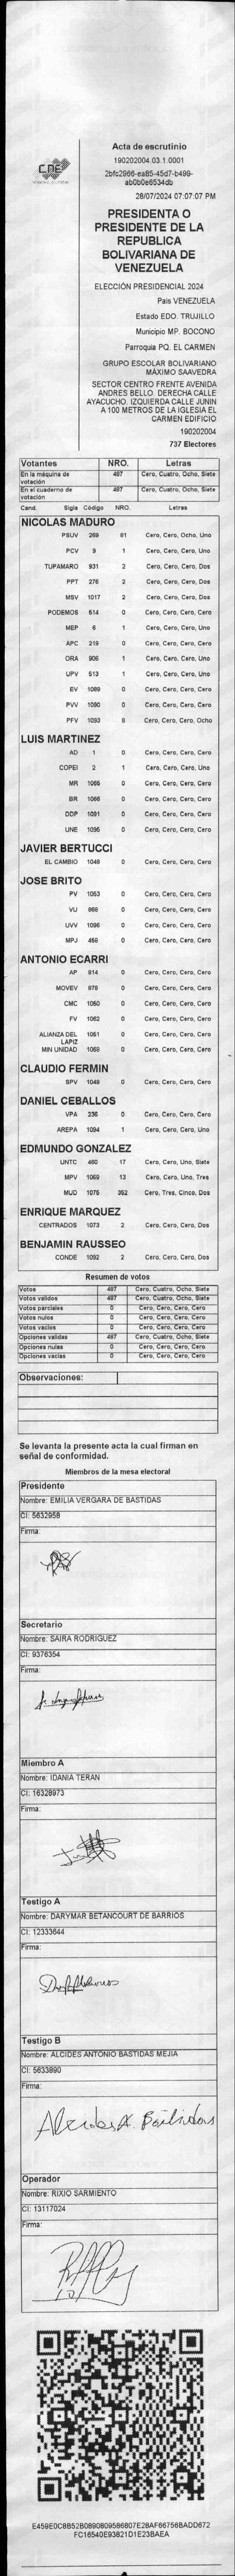 CNE
Acta de escrutinio
190202004.03.1.0001
2bfc2966-ea85-45d7-b499-
ab0b0e6534db
28/07/2024 07:07:07 PM
PRESIDENTA O
PRESIDENTE DE LA
REPUBLICA
BOLIVARIANA DE
VENEZUELA
ELECCIÓN PRESIDENCIAL 2024
Pais VENEZUELA
Estado EDO. TRUJILLO
Municipio MP. BOCONO
Parroquia PQ. EL CARMEN
GRUPO ESCOLAR BOLIVARIANO
MÁXIMO SAAVEDRA
SECTOR CENTRO FRENTE AVENIDA
ANDRES BELLO. DERECHA CALLE
AYACUCHO. IZQUIERDA CALLE JUNIN
A 100 METROS DE LA IGLESIA EL
CARMEN EDIFICIO
190202004
737 Electores
Votantes NRO. Letras
En la máquina de votación 487 Cero, Cuatro, Ocho, Siete
En el cuaderno de votación 487 Cero, Cuatro, Ocho, Siete
Cand. Sigla Código NRO. Letras
NICOLAS MADURO
PSUV 269 81 Cero, Cero, Ocho, Uno
PCV 9 1 Cero, Cero, Cero, Uno
TUPAMARO 931 2 Cero, Cero, Cero, Dos
PPT 276 2 Cero, Cero, Cero, Dos
MSV 1017 2 Cero, Cero, Cero, Dos
PODEMOS 514 0 Cero, Cero, Cero, Cero
MEP 6 1 Cero, Cero, Cero, Uno
APC 219 0 Cero, Cero, Cero, Cero
ORA 906 1 Cero, Cero, Cero, Uno
UPV 513 1 Cero, Cero, Cero, Uno
EV 1089 0 Cero, Cero, Cero, Cero
PVV 1090 0 Cero, Cero, Cero, Cero
PFV 1093 8 Cero, Cero, Cero, Ocho
LUIS MARTINEZ
AD 1 0 Cero, Cero, Cero, Cero
COPEI 2 1 Cero, Cero, Cero, Uno
MR 1065 0 Cero, Cero, Cero, Cero
BR 1066 0 Cero, Cero, Cero, Cero
DDP 1091 0 Cero, Cero, Cero, Cero
UNE 1095 0 Cero, Cero, Cero, Cero
JAVIER BERTUCCI
EL CAMBIO 1048 0 Cero, Cero, Cero, Cero
JOSE BRITO
PV 1053 0 Cero, Cero, Cero, Cero
VU 968 0 Cero, Cero, Cero, Cero
UVV 1096 0 Cero, Cero, Cero, Cero
MPJ 458 0 Cero, Cero, Cero, Cero
ANTONIO ECARRI
AP 914 0 Cero, Cero, Cero, Cero
MOVEV 978 0 Cero, Cero, Cero, Cero
CMC 1050 0 Cero, Cero, Cero, Cero
FV 1062 0 Cero, Cero, Cero, Cero
ALIANZA DEL LAPIZ 1051 0 Cero, Cero, Cero, Cero
MIN UNIDAD 1068 0 Cero, Cero, Cero, Cero
CLAUDIO FERMIN
SPV 1049 0 Cero, Cero, Cero, Cero
DANIEL CEBALLOS
VPA 236 0 Cero, Cero, Cero, Cero
AREPA 1094 1 Cero, Cero, Cero, Uno
EDMUNDO GONZALEZ
UNTC 460 17 Cero, Cero, Uno, Siete
MPV 1069 13 Cero, Cero, Uno, Tres
MUD 1075 352 Cero, Tres, Cinco, Dos
ENRIQUE MARQUEZ
CENTRADOS 1073 2 Cero, Cero, Cero, Dos
BENJAMIN RAUSSEO
CONDE 1092 2 Cero, Cero, Cero, Dos
Resumen de votos
Votos 487 Cero, Cuatro, Ocho, Siete
Votos validos 487 Cero, Cuatro, Ocho, Siete
Votos parciales 0 Cero, Cero, Cero, Cero
Votos nulos 0 Cero, Cero, Cero, Cero
Votos vacios 0 Cero, Cero, Cero, Cero
Opciones validas 487 Cero, Cuatro, Ocho, Siete
Opciones nulas 0 Cero, Cero, Cero, Cero
Opciones vacias 0 Cero, Cero, Cero, Cero
Observaciones:
Se levanta la presente acta la cual firman en
señal de conformidad.
Miembros de la mesa electoral
Presidente
Nombre: EMILIA VERGARA DE BASTIDAS
CI: 5632958
Firma:
Secretario
Nombre: SAIRA RODRIGUEZ
CI: 9376354
Firma:
Miembro A
Nombre: IDANIA TERAN
CI: 16328973
Firma:
Testigo A
Nombre: DARYMAR BETANCOURT DE BARRIOS
CI: 12333644
Firma:
Testigo B
Nombre: ALCIDES ANTONIO BASTIDAS MEJIA
CI: 5633890
Firma:
Alcides A. Bastidas
Operador
Nombre: RIXIO SARMIENTO
CI: 13117024
Firma:
E459E0C8B52B0890809586807E28AF66756BADD672
FC16540E93821D1E23BAEA